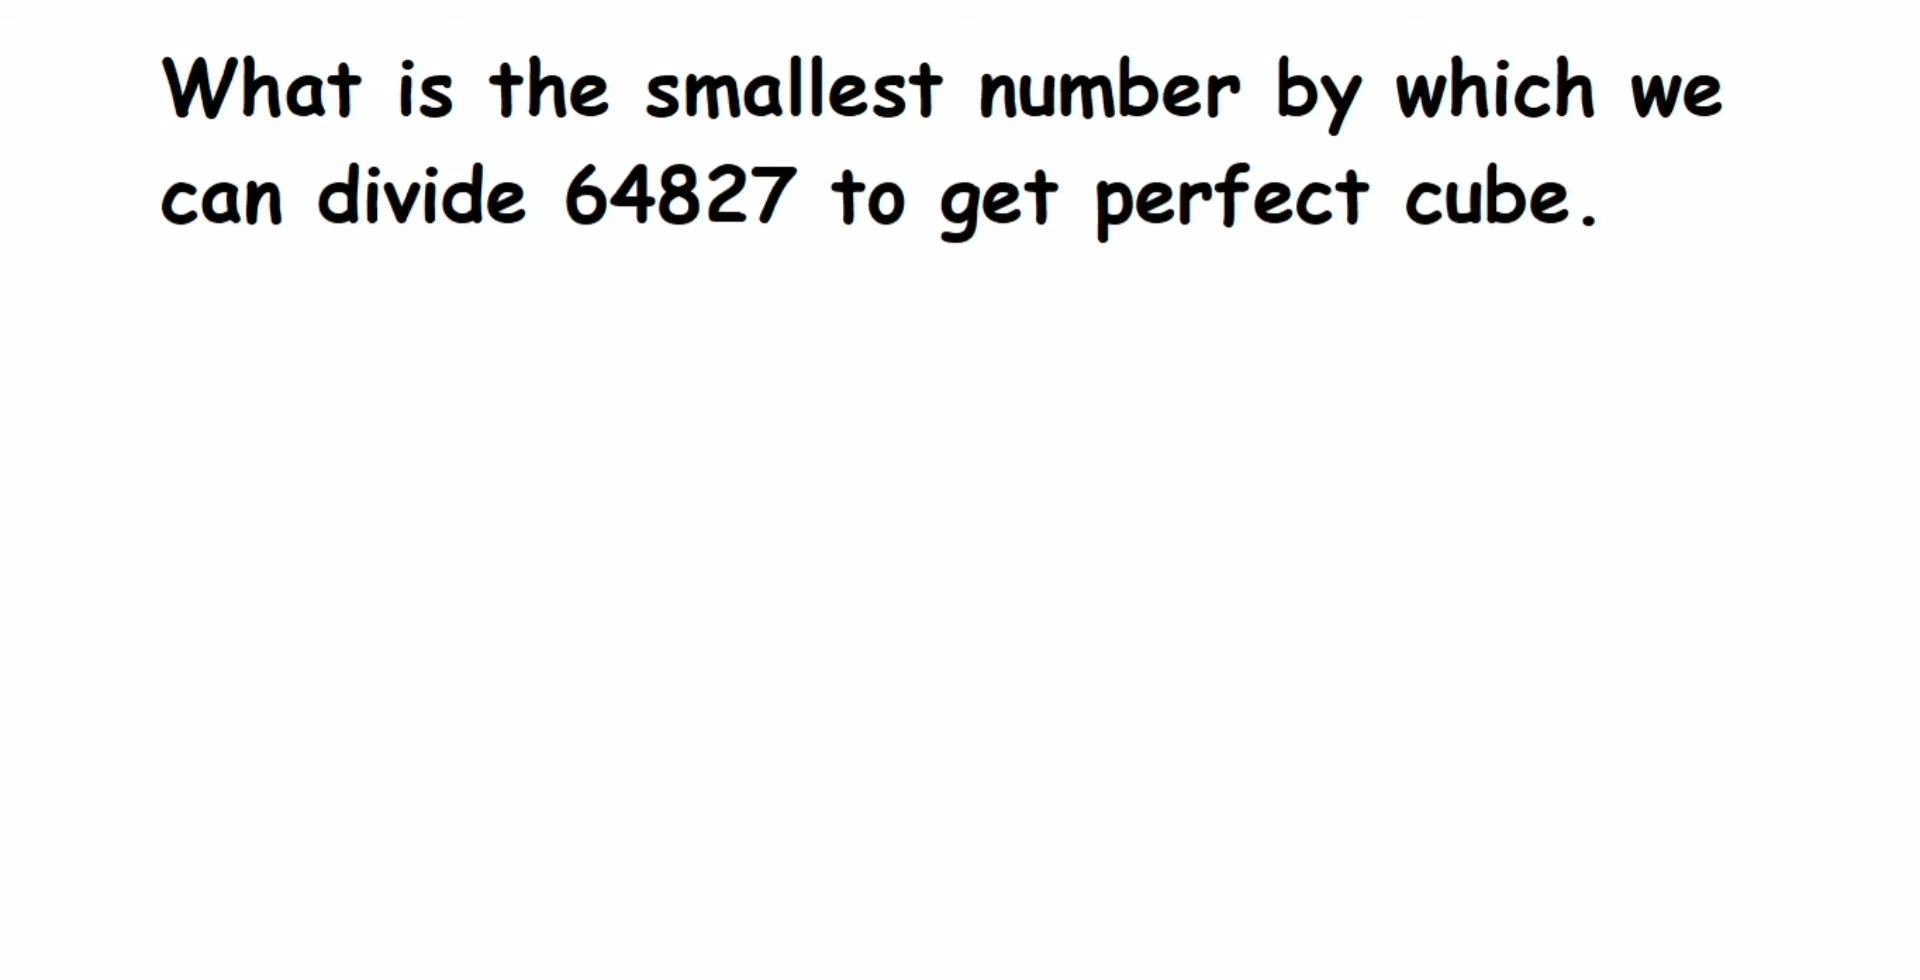 What is the smallest number by which we
can divide 64827 to get perfect cube.